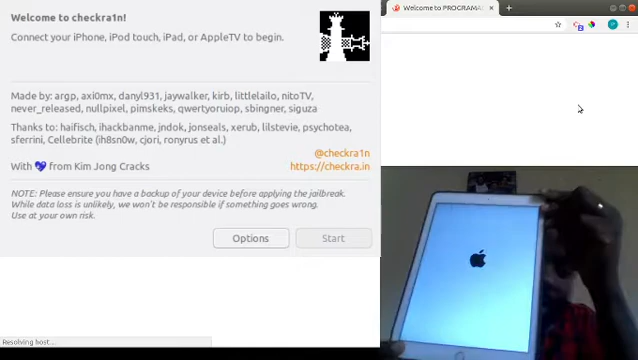 Welcome to checkra1n!
Connect your iPhone, iPod touch, iPad, or AppleTV to begin.
Made by: argp, axi0mx, danyl931, jaywalker, kirb, littlelailo, nitoTV,
never_released, nullpixel, pimskeks, qwertyoruiop, sbingner, siguza
Thanks to: haifisch, ihackbanme, jndok, jonseals, xerub, lilstevie, psychotea,
sferrini, Cellebrite (ih8sn0w, cjori, ronyrus et al.)
@checkra1n
With 💙 from Kim Jong Cracks
https://checkra.in
NOTE: Please ensure you have a backup of your device before applying the jailbreak.
While data loss is unlikely, we won't be responsible if something goes wrong.
Use at your own risk.
Options
Start
Resolving host...
Welcome to PROGRAM